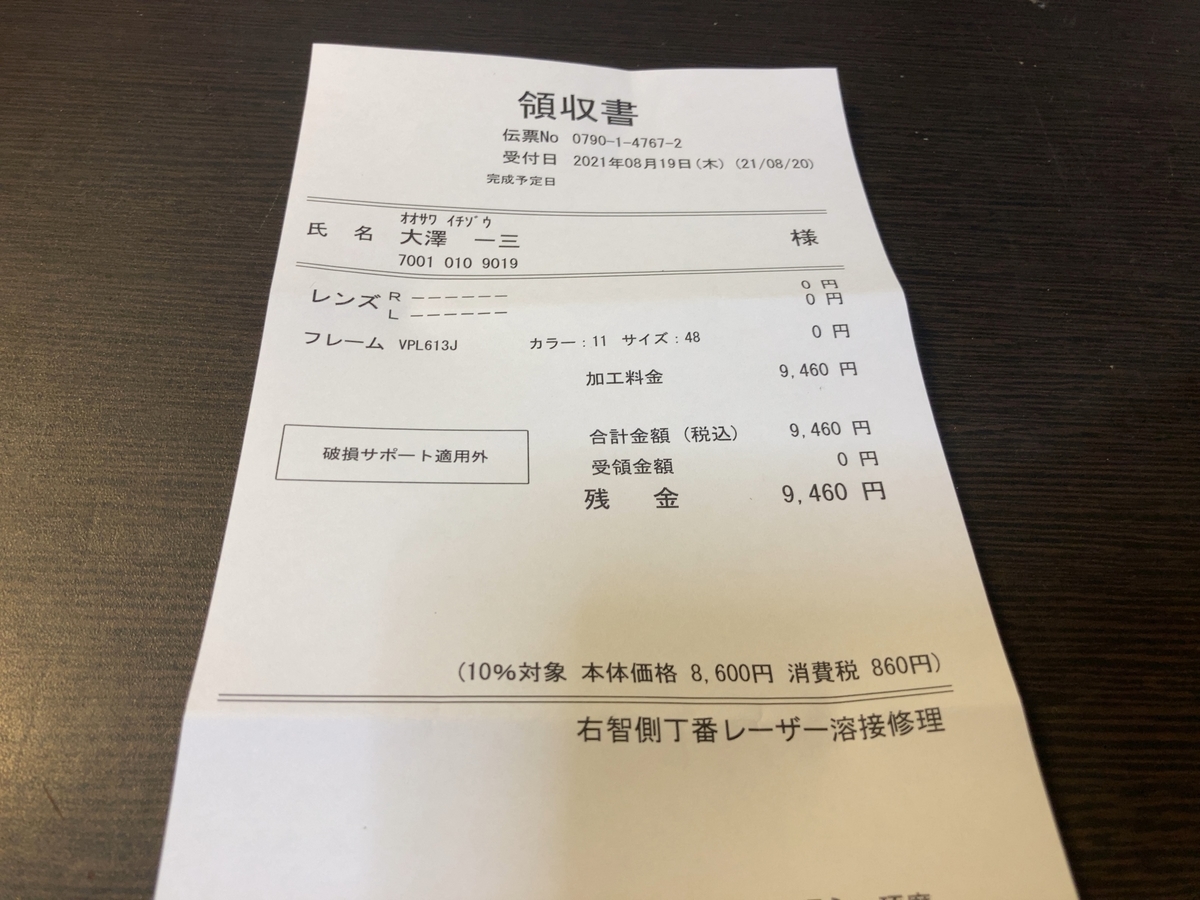 領収書
伝票No 0790-1-4767-2
受付日 2021年08月19日(木) (21/08/20)
完成予定日
ｵｵｻﾜ ｲﾁｿﾞｳ
氏 名 大澤 一三 様
7001 010 9019
レンズ R ------ 0 円
L ------ 0 円
フレーム VPL613J カラー:11 サイズ:48 0 円
加工料金 9,460 円
合計金額 (税込) 9,460 円
破損サポート適用外
受領金額 0 円
残 金 9,460 円
(10%対象 本体価格 8,600円 消費税 860円)
右智側丁番レーザー溶接修理